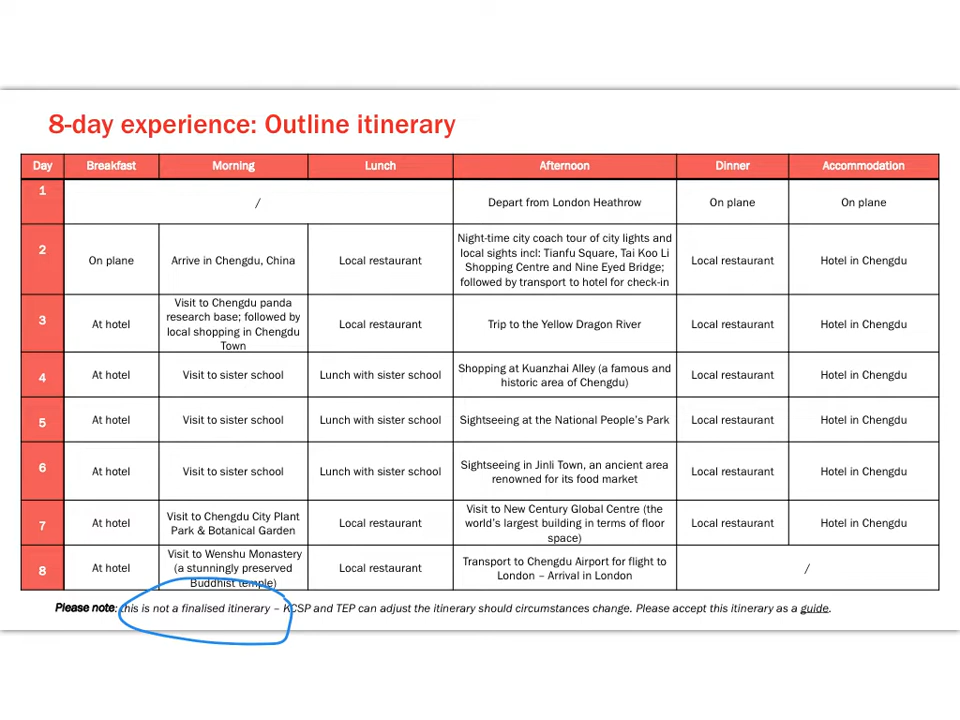 8-day experience: Outline itinerary
Day Breakfast Morning Lunch Afternoon Dinner Accommodation
1 / Depart from London Heathrow On plane On plane
2 On plane Arrive in Chengdu, China Local restaurant Night-time city coach tour of city lights and
local sights incl: Tianfu Square, Tai Koo Li
Shopping Centre and Nine Eyed Bridge;
followed by transport to hotel for check-in
Local restaurant Hotel in Chengdu
3 At hotel Visit to Chengdu panda
research base; followed by
local shopping in Chengdu
Town
Local restaurant Trip to the Yellow Dragon River Local restaurant Hotel in Chengdu
4 At hotel Visit to sister school Lunch with sister school Shopping at Kuanzhai Alley (a famous and
historic area of Chengdu)
Local restaurant Hotel in Chengdu
5 At hotel Visit to sister school Lunch with sister school Sightseeing at the National People's Park Local restaurant Hotel in Chengdu
6 At hotel Visit to sister school Lunch with sister school Sightseeing in Jinli Town, an ancient area
renowned for its food market
Local restaurant Hotel in Chengdu
7 At hotel Visit to Chengdu City Plant
Park & Botanical Garden
Local restaurant Visit to New Century Global Centre (the
world's largest building in terms of floor
space)
Local restaurant Hotel in Chengdu
8 At hotel Visit to Wenshu Monastery
(a stunningly preserved
Buddhist temple)
Local restaurant Transport to Chengdu Airport for flight to
London – Arrival in London
/
Please note: this is not a finalised itinerary – KCSP and TEP can adjust the itinerary should circumstances change. Please accept this itinerary as a guide.